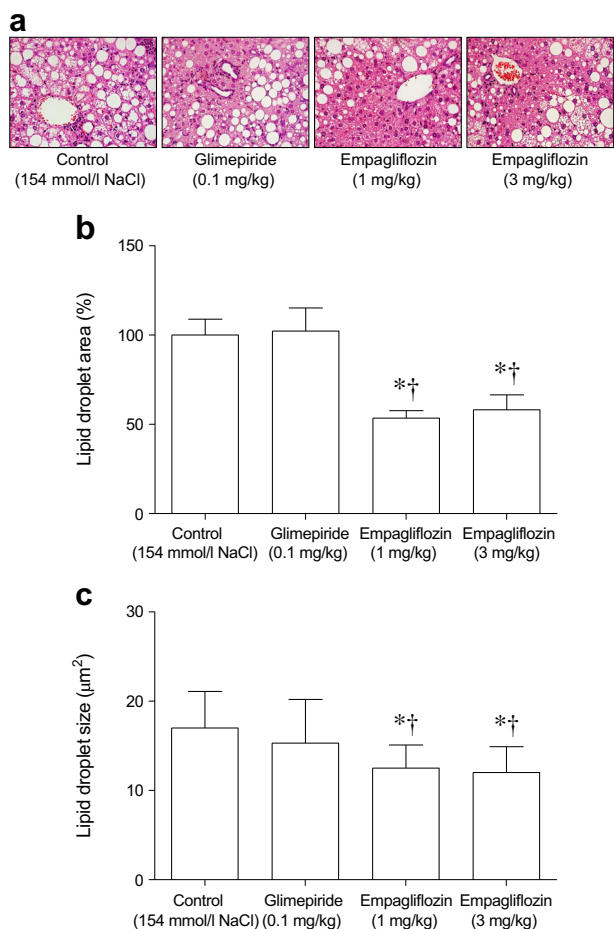 a
Control
(154 mmol/l NaCl)
Glimepiride
(0.1 mg/kg)
Empagliflozin
(1 mg/kg)
Empagliflozin
(3 mg/kg)
b
Lipid droplet area (%)
150
100
50
0
*†
*†
Control
(154 mmol/l NaCl)
Glimepiride
(0.1 mg/kg)
Empagliflozin
(1 mg/kg)
Empagliflozin
(3 mg/kg)
c
Lipid droplet size (μm²)
30
20
10
0
*†
*†
Control
(154 mmol/l NaCl)
Glimepiride
(0.1 mg/kg)
Empagliflozin
(1 mg/kg)
Empagliflozin
(3 mg/kg)